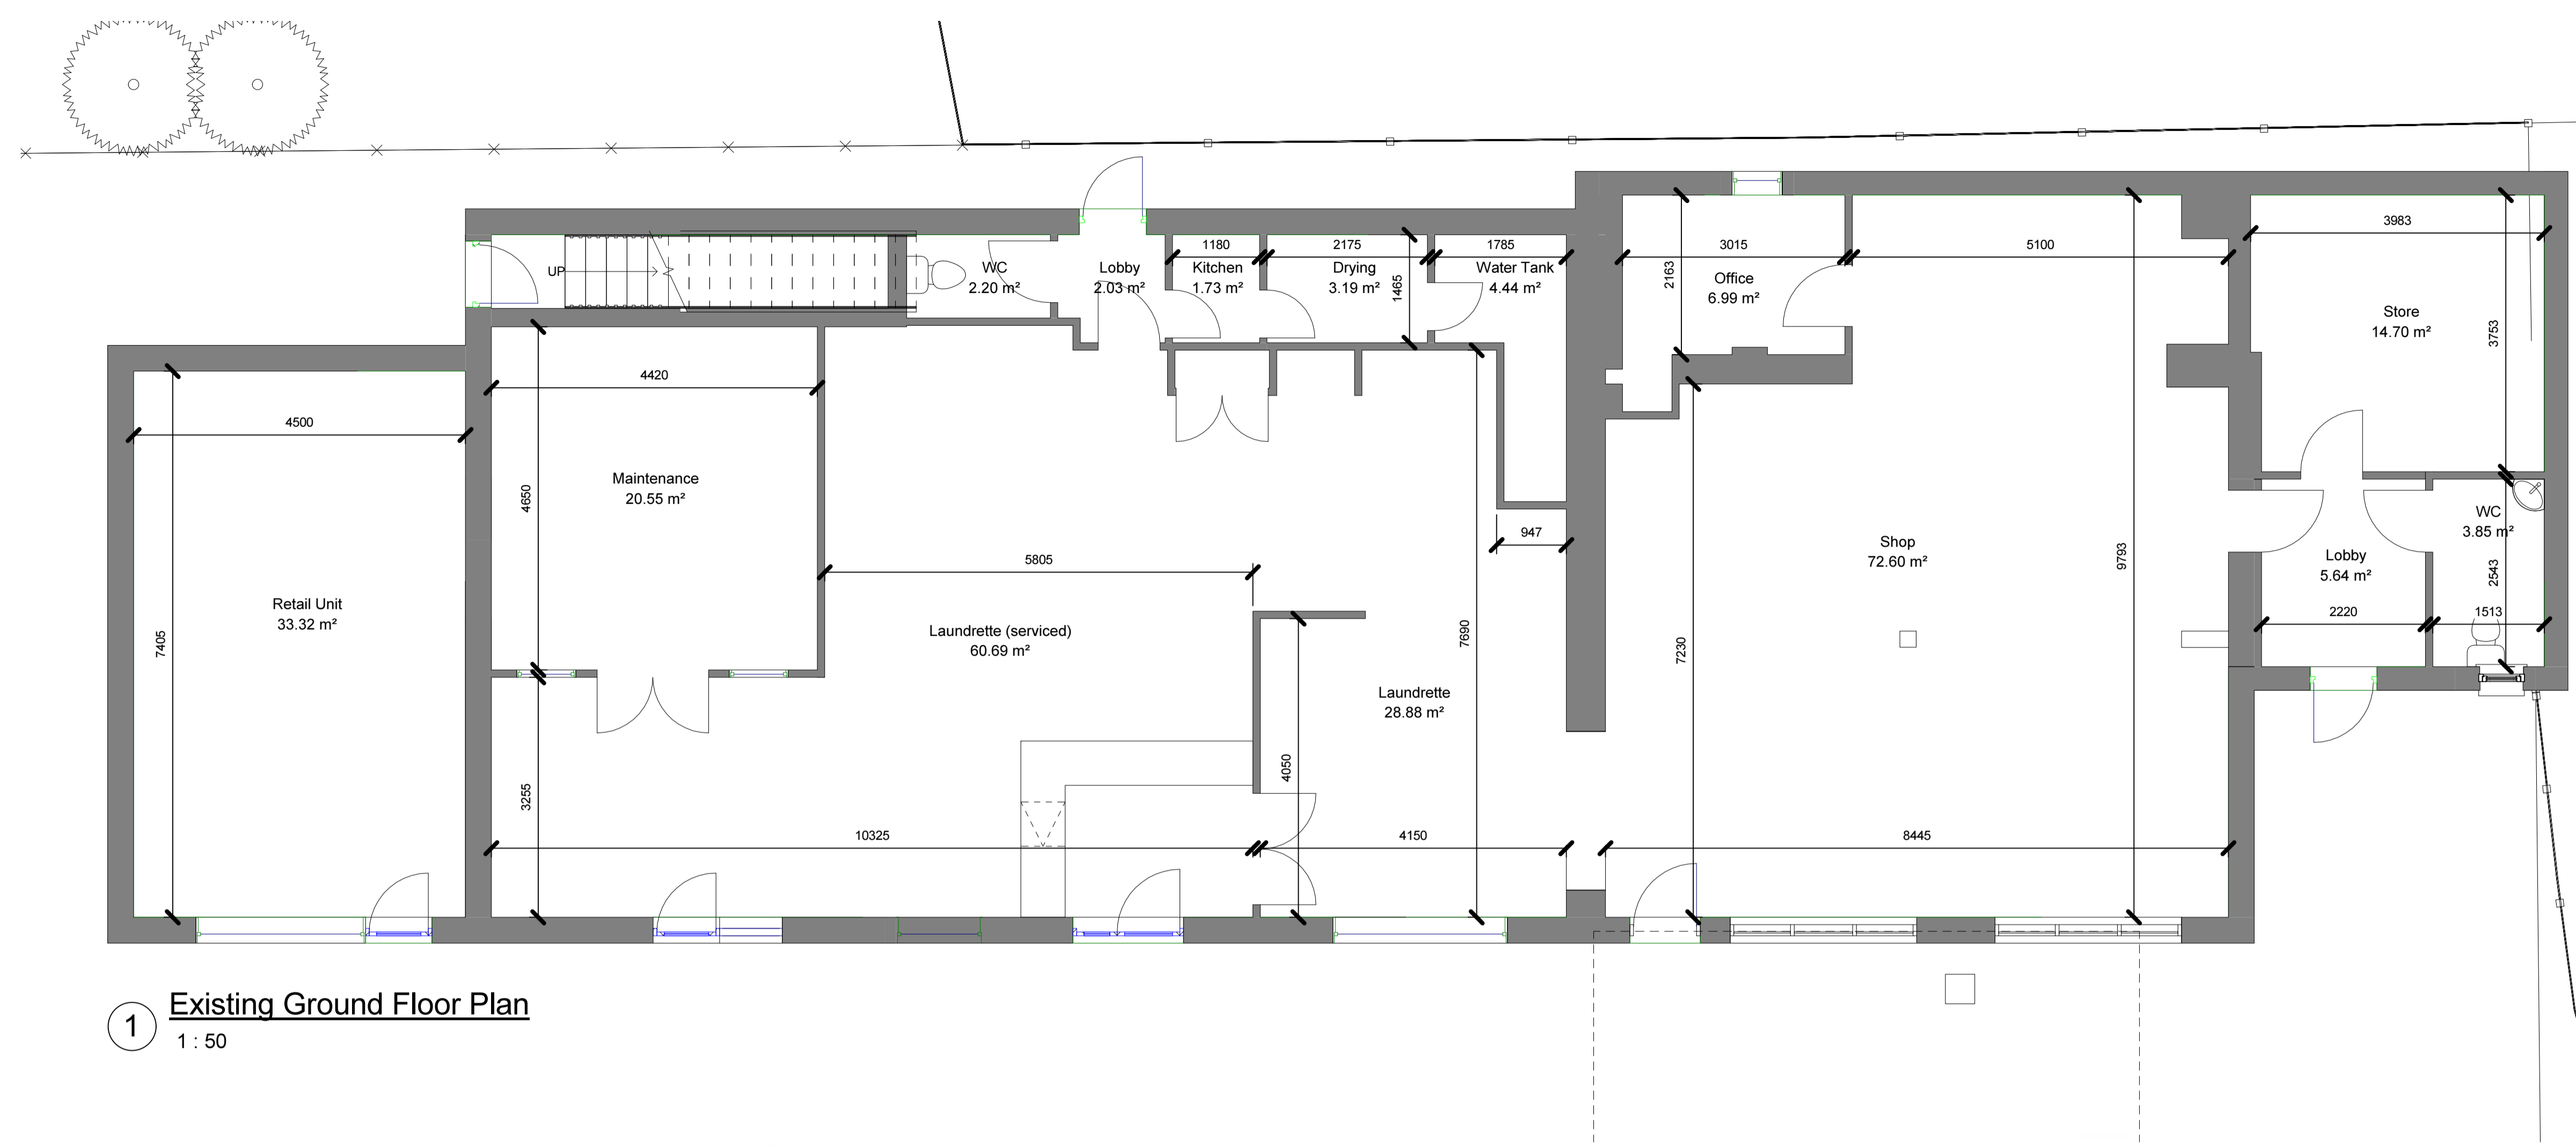 3983
1180
2175
1785
3015
5100
UP
WC
2.20 m²
Lobby
2.03 m²
Kitchen
1.73 m²
Drying
3.19 m²
1465
Water Tank
4.44 m²
2163
Office
6.99 m²
Store
14.70 m²
3753
4420
4500
Maintenance
20.55 m²
4650
WC
3.85 m²
947
Shop
72.60 m²
9793
Lobby
5.64 m²
2543
5805
Retail Unit
33.32 m²
2220
1513
7405
Laundrette (serviced)
60.69 m²
7690
7230
Laundrette
28.88 m²
4050
3255
10325
4150
8445
1
Existing Ground Floor Plan
1 : 50